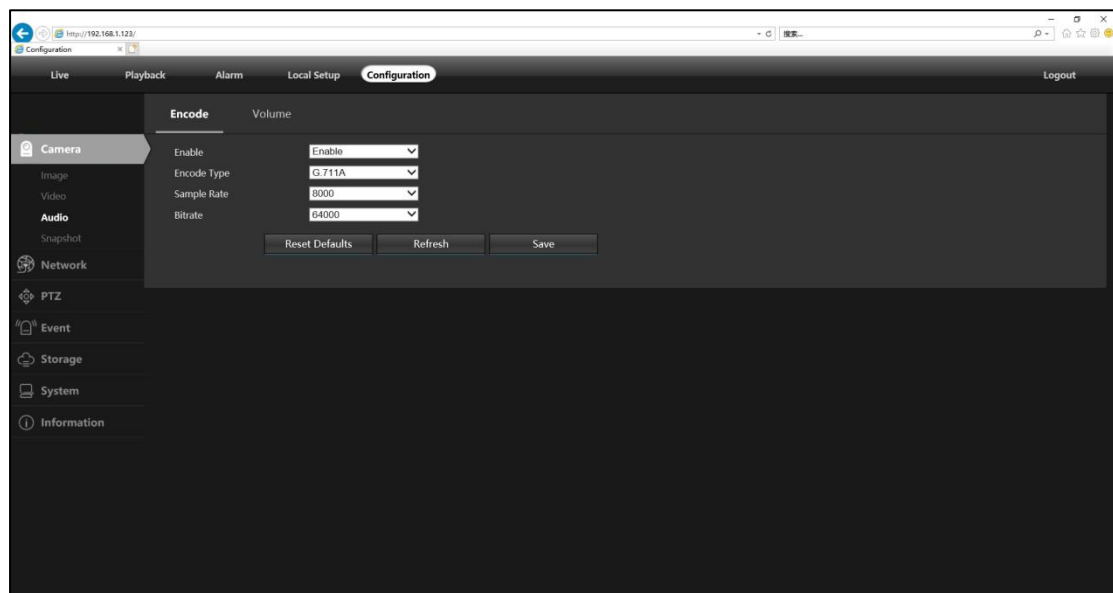 http://192.168.1.123/
搜索...
Configuration
Live Playback Alarm Local Setup Configuration Logout
Encode Volume
Camera
Enable Enable
Image
Encode Type G.711A
Video
Sample Rate 8000
Audio
Bitrate 64000
Snapshot
Reset Defaults Refresh Save
Network
PTZ
Event
Storage
System
Information